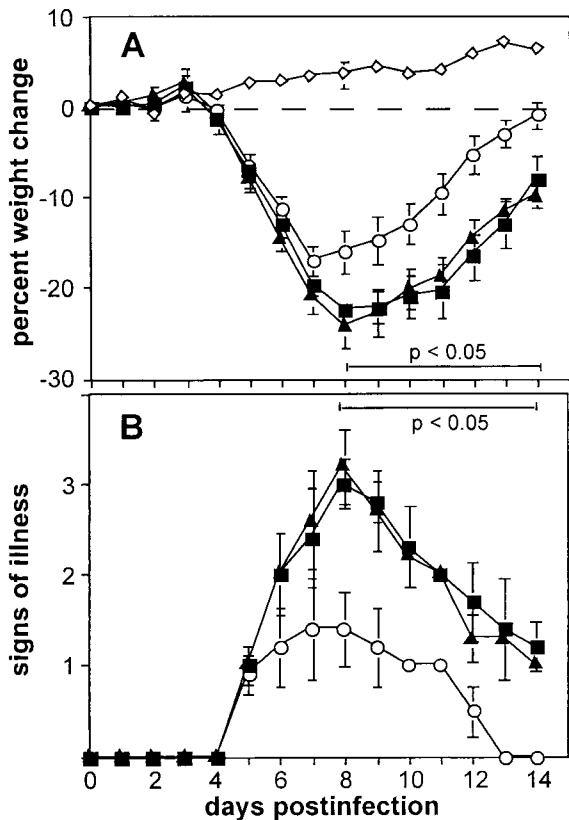 A
percent weight change
10
0
-10
-20
-30
p < 0.05
B
signs of illness
3
2
1
p < 0.05
0 2 4 6 8 10 12 14
days postinfection